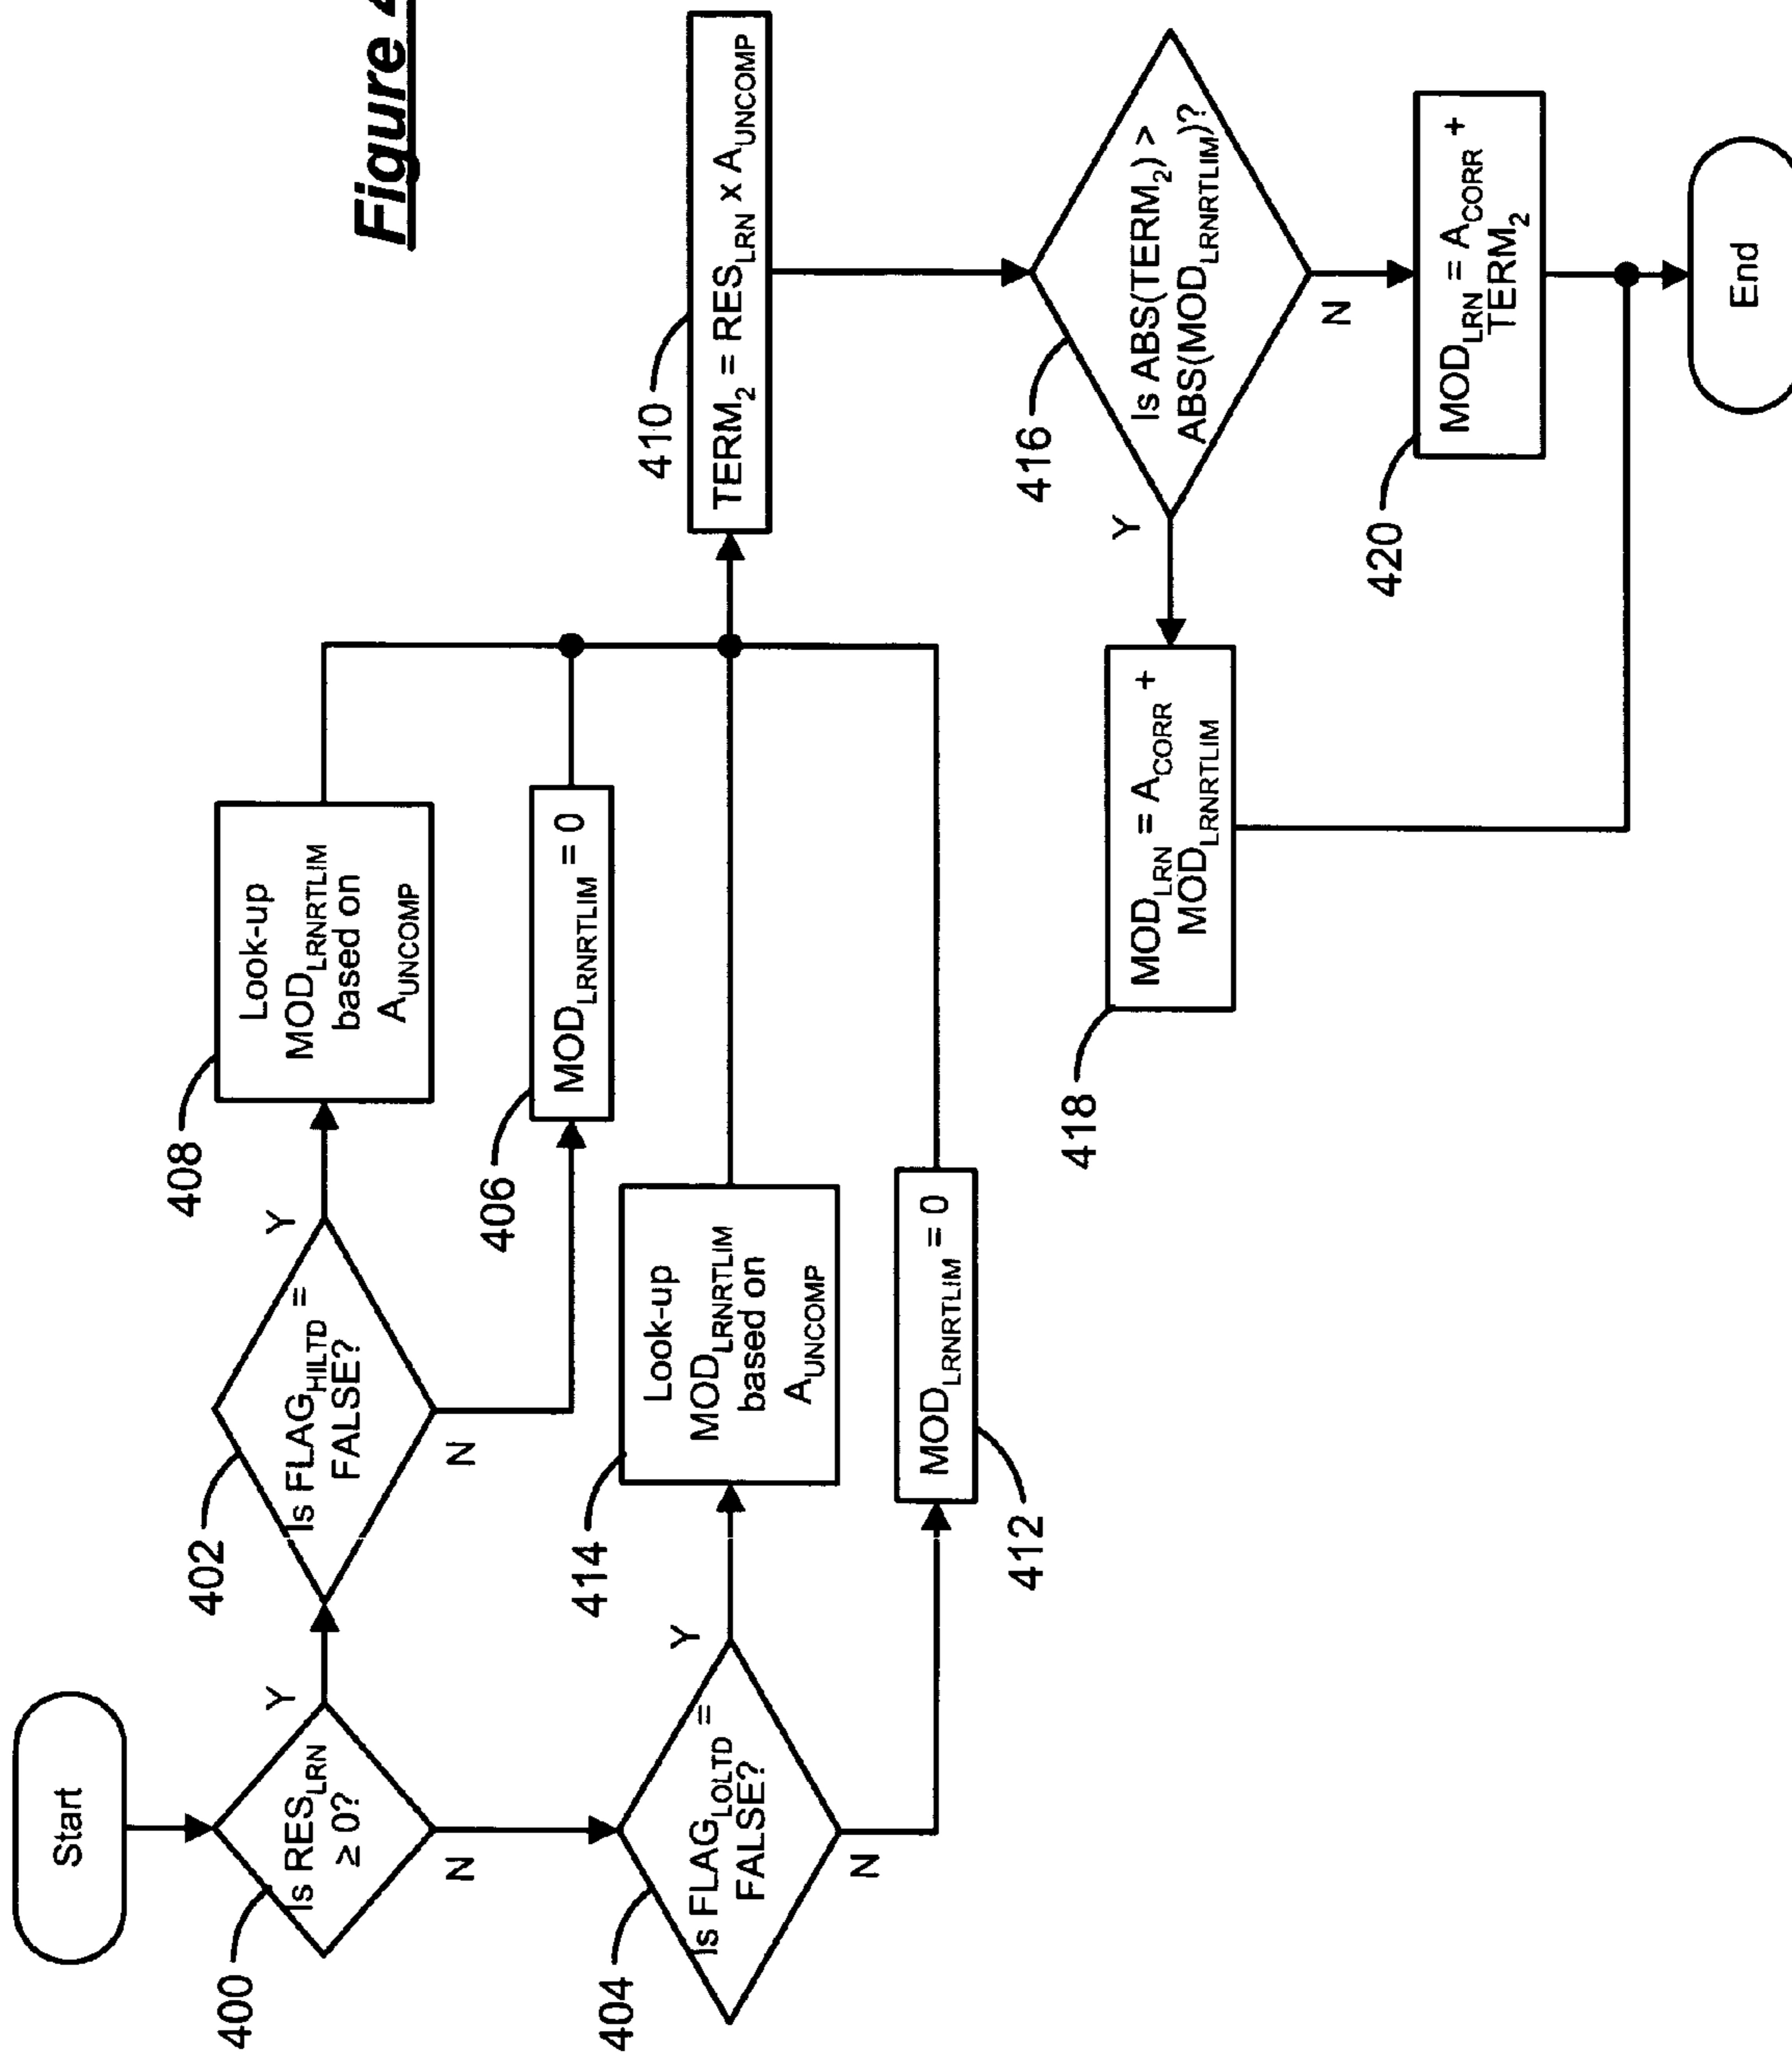 Figure 4
Start
400
Is RES_LRN
≥ 0?
Y
N
402
Is FLAG_HILTD =
FALSE?
Y
N
408
Look-up
MOD_LRNRTLIM
based on
A_UNCOMP
406
MOD_LRNRTLIM = 0
404
Is FLAG_LOLTD =
FALSE?
Y
N
414
Look-up
MOD_LRNRTLIM
based on
A_UNCOMP
412
MOD_LRNRTLIM = 0
410
TERM_2 = RES_LRN x A_UNCOMP
416
Is ABS(TERM_2) >
ABS(MOD_LRNRTLIM)?
Y
N
418
MOD_LRN = A_CORR +
MOD_LRNRTLIM
420
MOD_LRN = A_CORR +
TERM_2
End